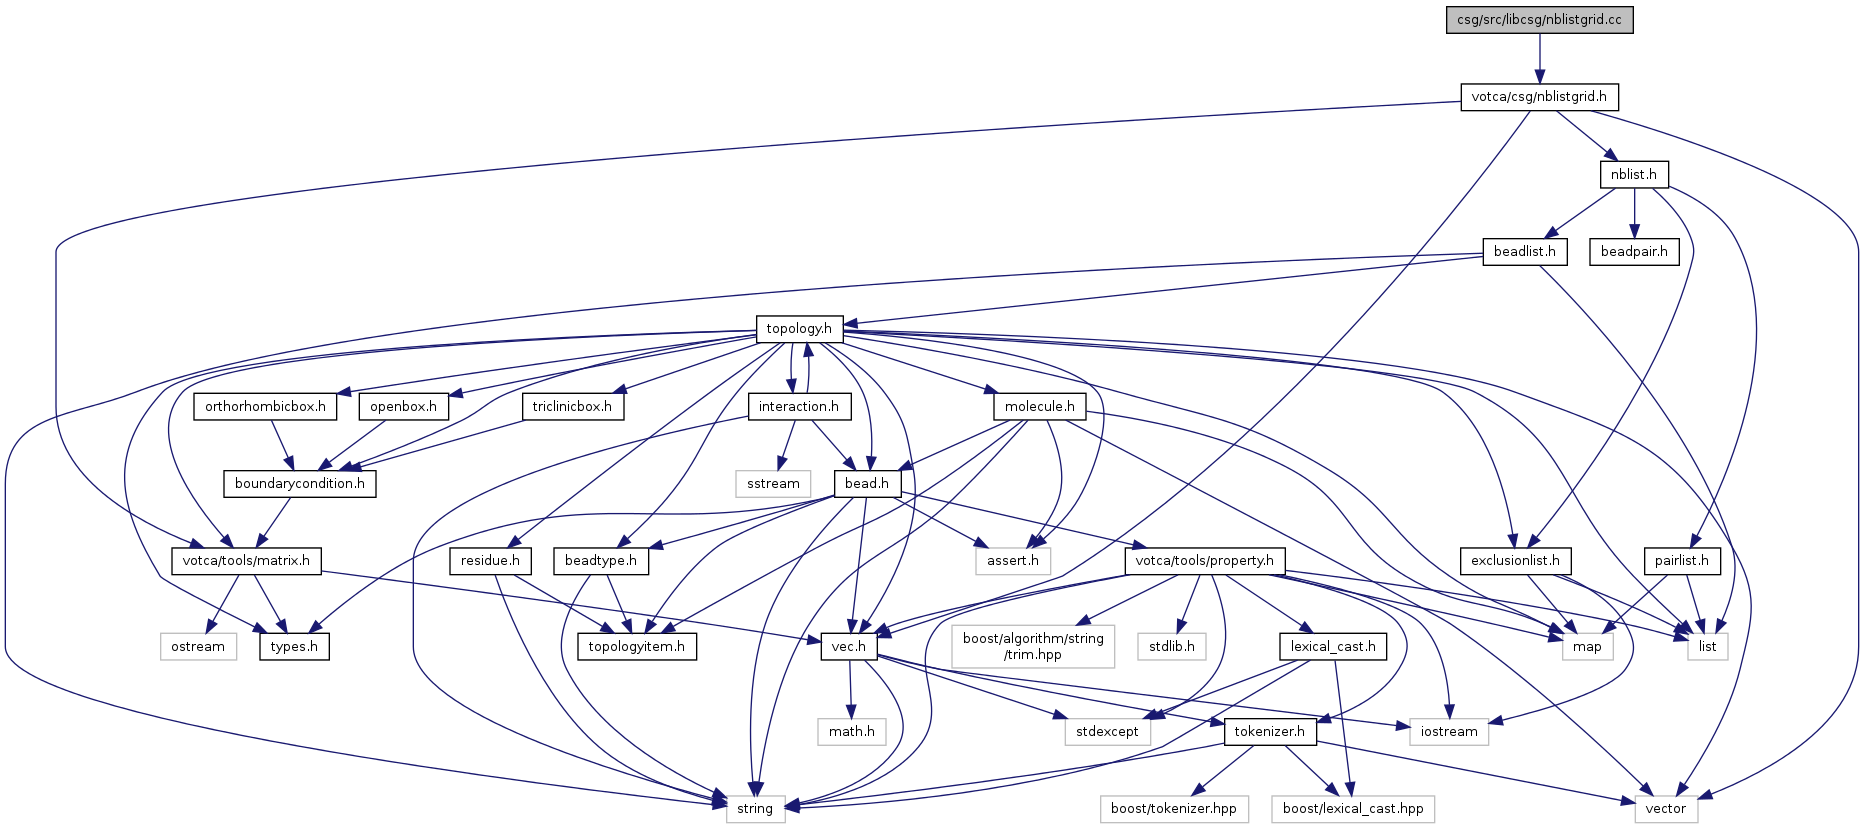 csg/src/libcsg/nblistgrid.cc
votca/csg/nblistgrid.h
nblist.h
beadlist.h
beadpair.h
topology.h
orthorhombicbox.h
openbox.h
triclinicbox.h
interaction.h
molecule.h
boundarycondition.h
sstream
bead.h
votca/tools/matrix.h
residue.h
beadtype.h
assert.h
votca/tools/property.h
exclusionlist.h
pairlist.h
ostream
types.h
topologyitem.h
vec.h
boost/algorithm/string
/trim.hpp
stdlib.h
lexical_cast.h
map
list
math.h
stdexcept
tokenizer.h
iostream
string
boost/tokenizer.hpp
boost/lexical_cast.hpp
vector